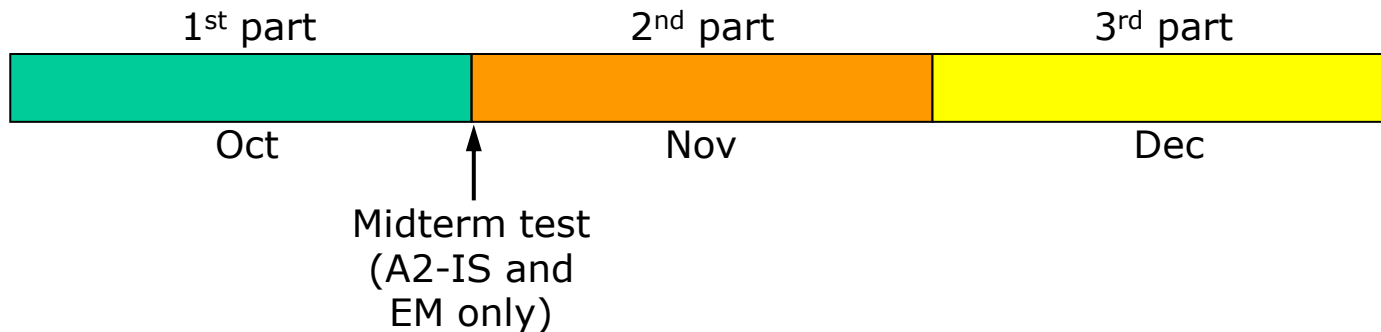 1st part
2nd part
3rd part
Oct
Nov
Dec
Midterm test
(A2-IS and
EM only)